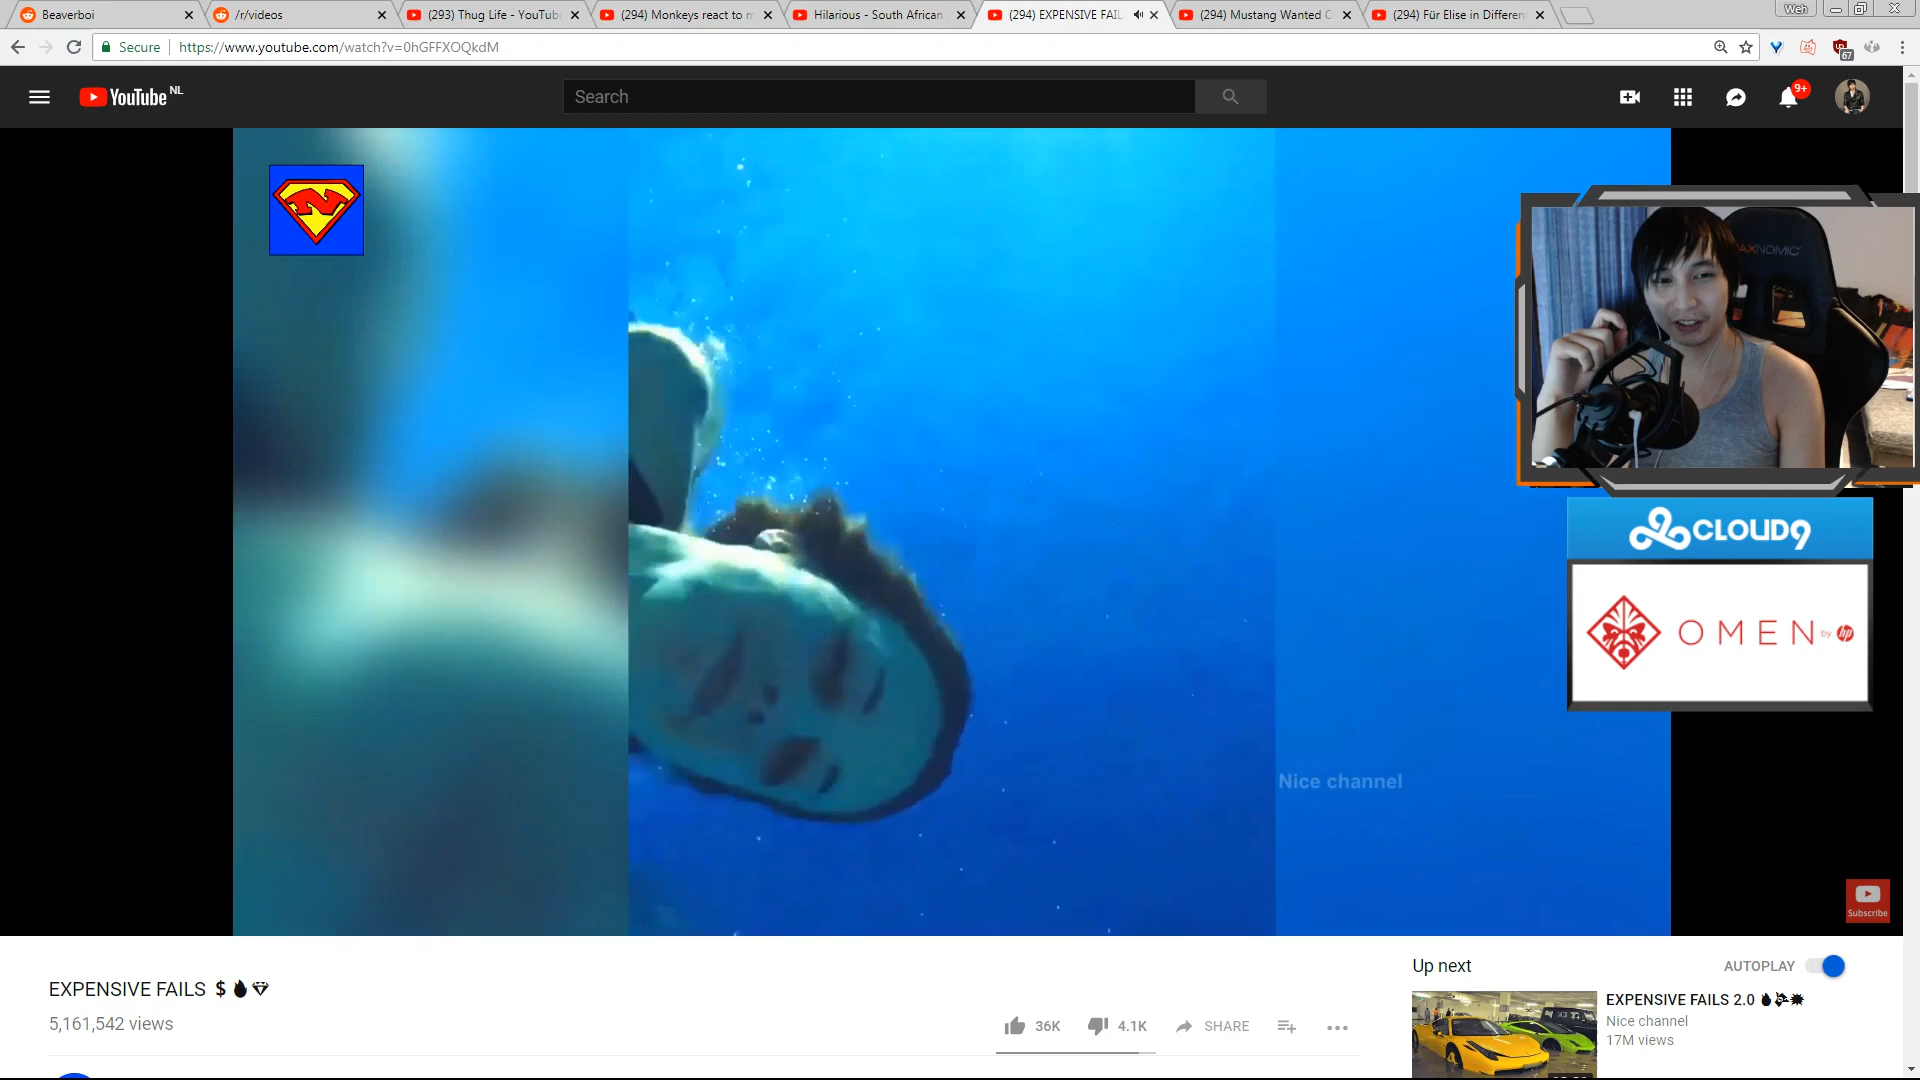 Beaverboi
/r/videos
(293) Thug Life - YouTube
(294) Monkeys react to m
Hilarious - South African
(294) EXPENSIVE FAIL
(294) Mustang Wanted C
(294) Für Elise in Differen
Weh
Secure
https://www.youtube.com/watch?v=0hGFFXOQkdM
67
YouTube NL
Search
9+
N
AXNOMIC
CLOUD9
OMEN by hp
Nice channel
Subscribe
EXPENSIVE FAILS $
5,161,542 views
36K
4.1K
SHARE
Up next
AUTOPLAY
EXPENSIVE FAILS 2.0
Nice channel
17M views